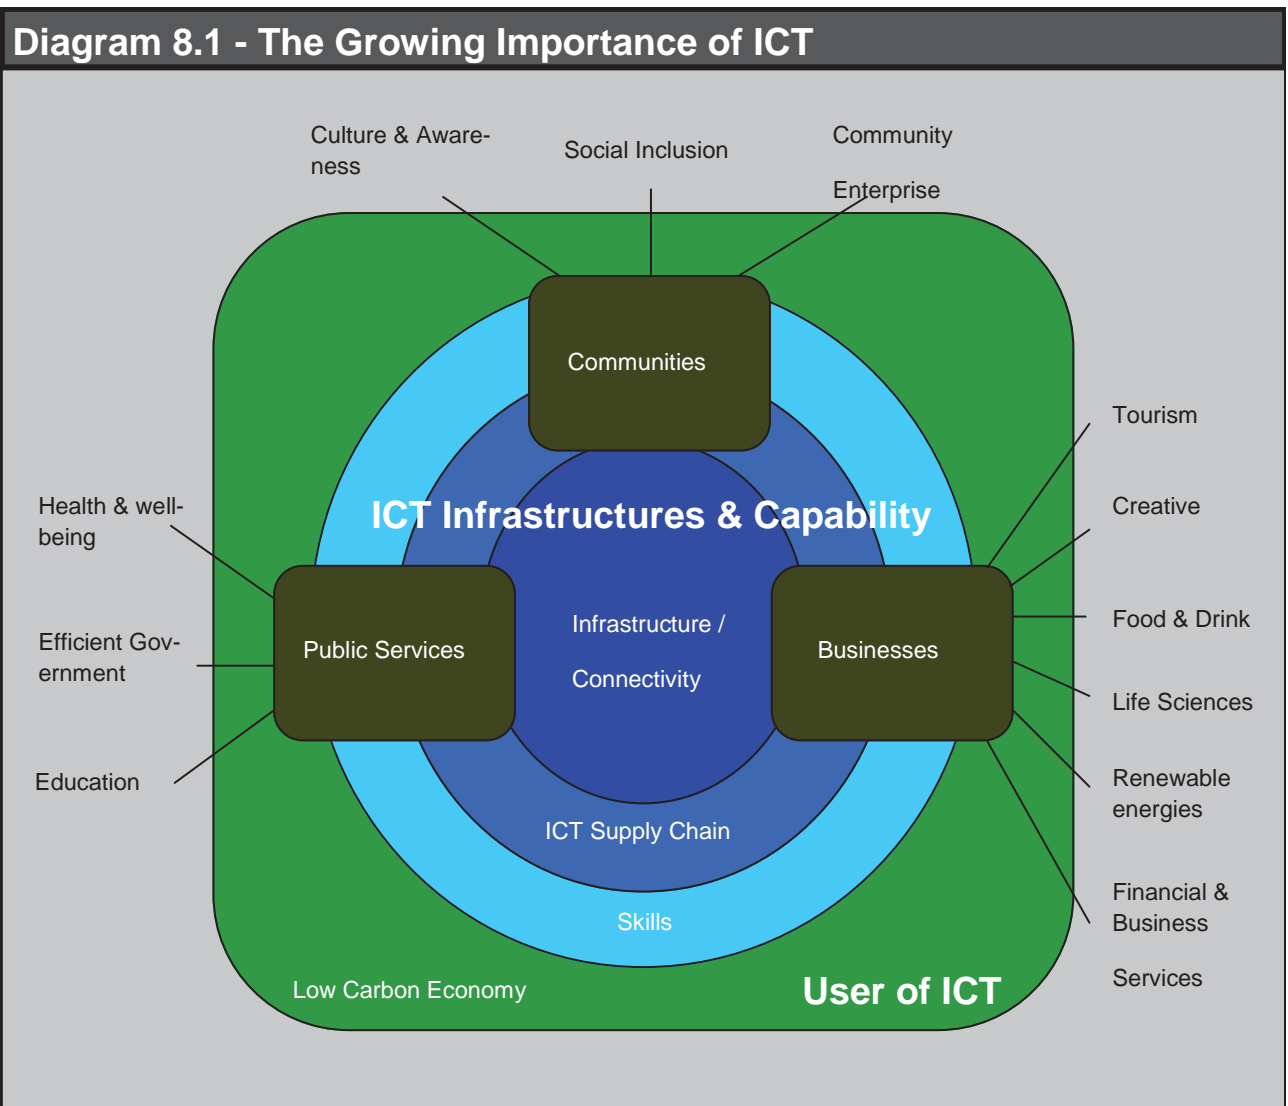 Diagram 8.1 - The Growing Importance of ICT
Culture & Aware-
ness
Social Inclusion
Community
Enterprise
Communities
Tourism
Creative
Food & Drink
Life Sciences
Renewable
energies
Financial &
Business
Services
Health & well-
being
Efficient Gov-
ernment
Education
ICT Infrastructures & Capability
Public Services
Infrastructure /
Connectivity
Businesses
ICT Supply Chain
Skills
Low Carbon Economy
User of ICT